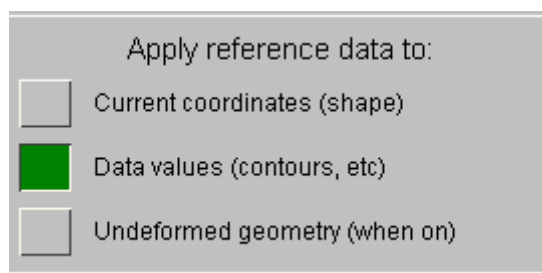 Apply reference data to:
Current coordinates (shape)
Data values (contours, etc)
Undeformed geometry (when on)